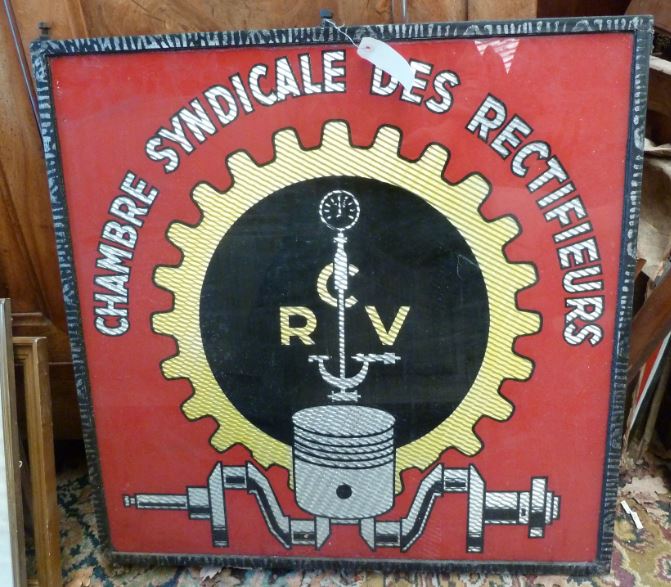 CHAMBRE SYNDICALE DES RECTIFIEURS
C
R V